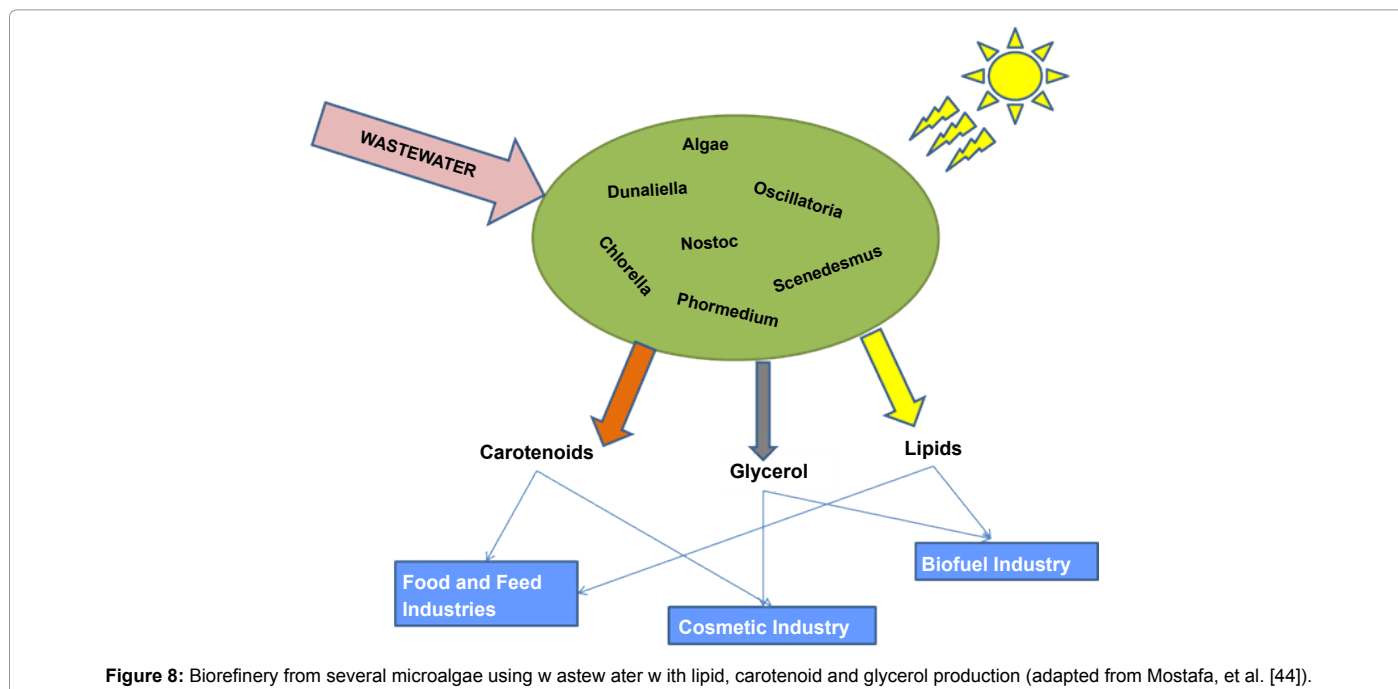 WASTEWATER
Algae
Dunaliella
Oscillatoria
Nostoc
Chlorella
Scenedesmus
Phormedium
Carotenoids
Glycerol
Lipids
Food and Feed
Industries
Cosmetic Industry
Biofuel Industry
Figure 8: Biorefinery from several microalgae using w astew ater w ith lipid, carotenoid and glycerol production (adapted from Mostafa, et al. [44]).